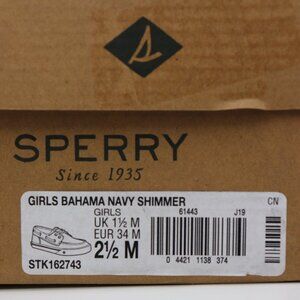 SPERRY
Since 1935
GIRLS BAHAMA NAVY SHIMMER CN
GIRLS 61443 J19
UK 1½ M
EUR 34 M
2½ M
STK162743
0 4421 1138 374